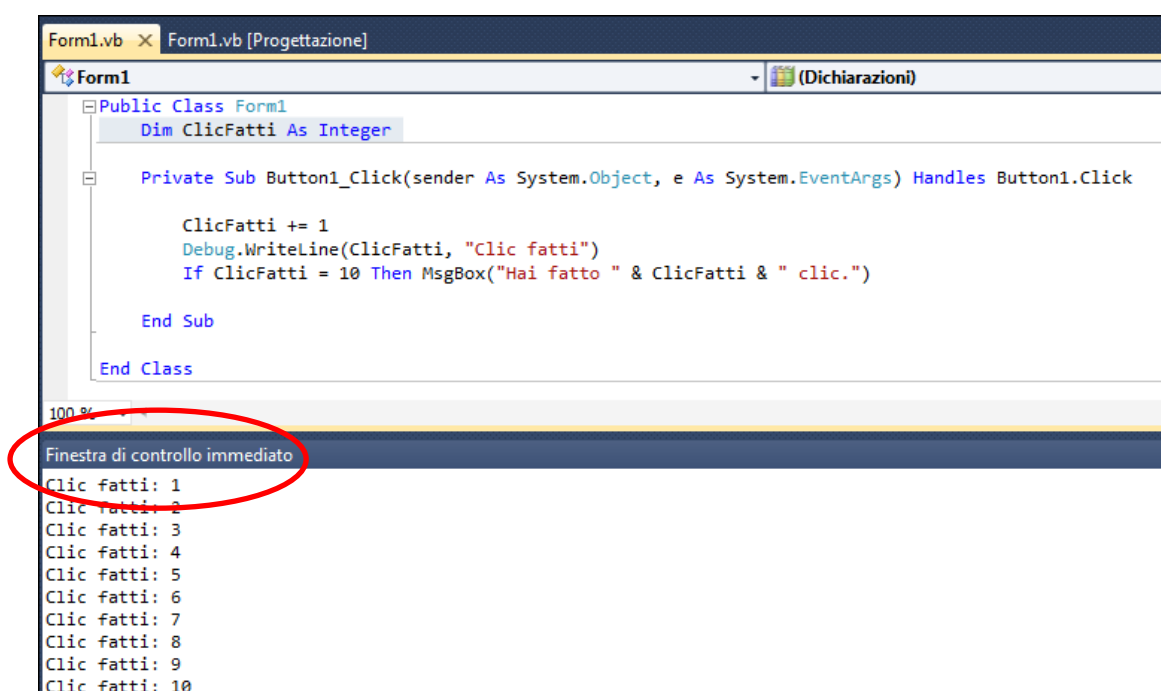 Form1.vb × Form1.vb [Progettazione]
Form1 (Dichiarazioni)
Public Class Form1
Dim ClicFatti As Integer
Private Sub Button1_Click(sender As System.Object, e As System.EventArgs) Handles Button1.Click
ClicFatti += 1
Debug.WriteLine(ClicFatti, "Clic fatti")
If ClicFatti = 10 Then MsgBox("Hai fatto " & ClicFatti & " clic.")
End Sub
End Class
100 %
Finestra di controllo immediato
Clic fatti: 1
Clic fatti: 2
Clic fatti: 3
Clic fatti: 4
Clic fatti: 5
Clic fatti: 6
Clic fatti: 7
Clic fatti: 8
Clic fatti: 9
Clic fatti: 10